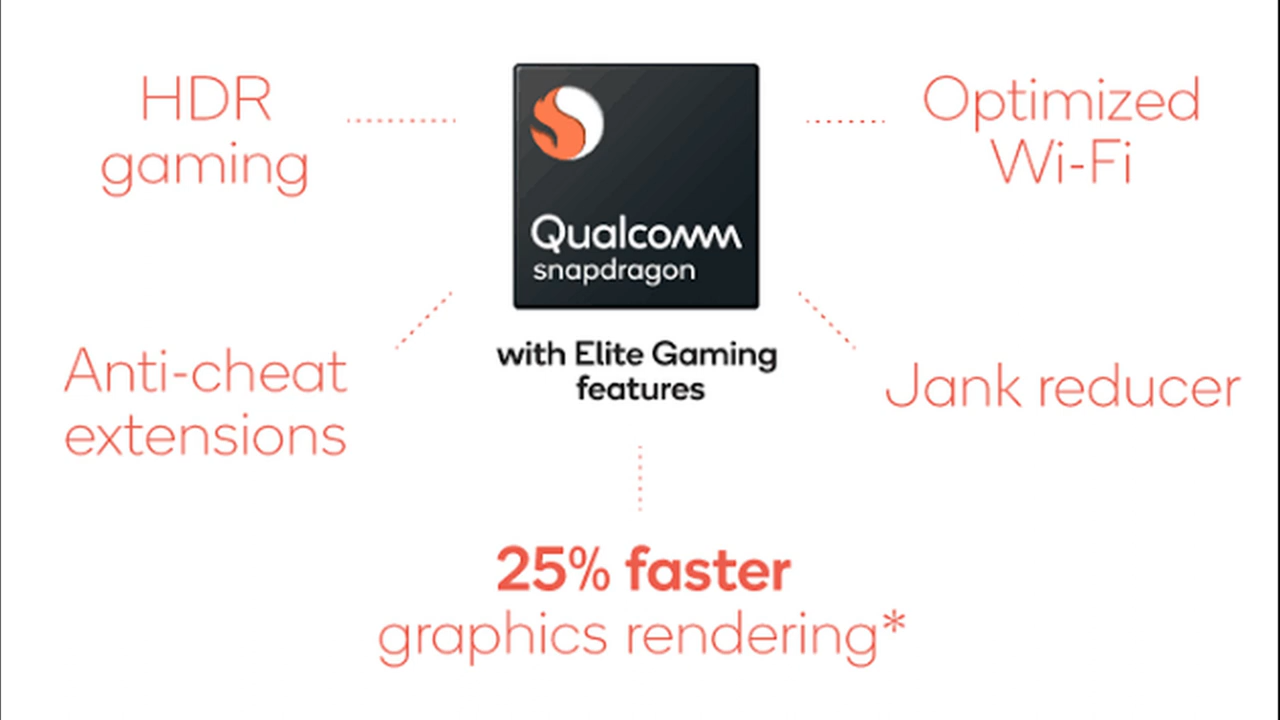 HDR
gaming
Optimized
Wi-Fi
Qualcomm
snapdragon
with Elite Gaming
features
Anti-cheat
extensions
Jank reducer
25% faster
graphics rendering*